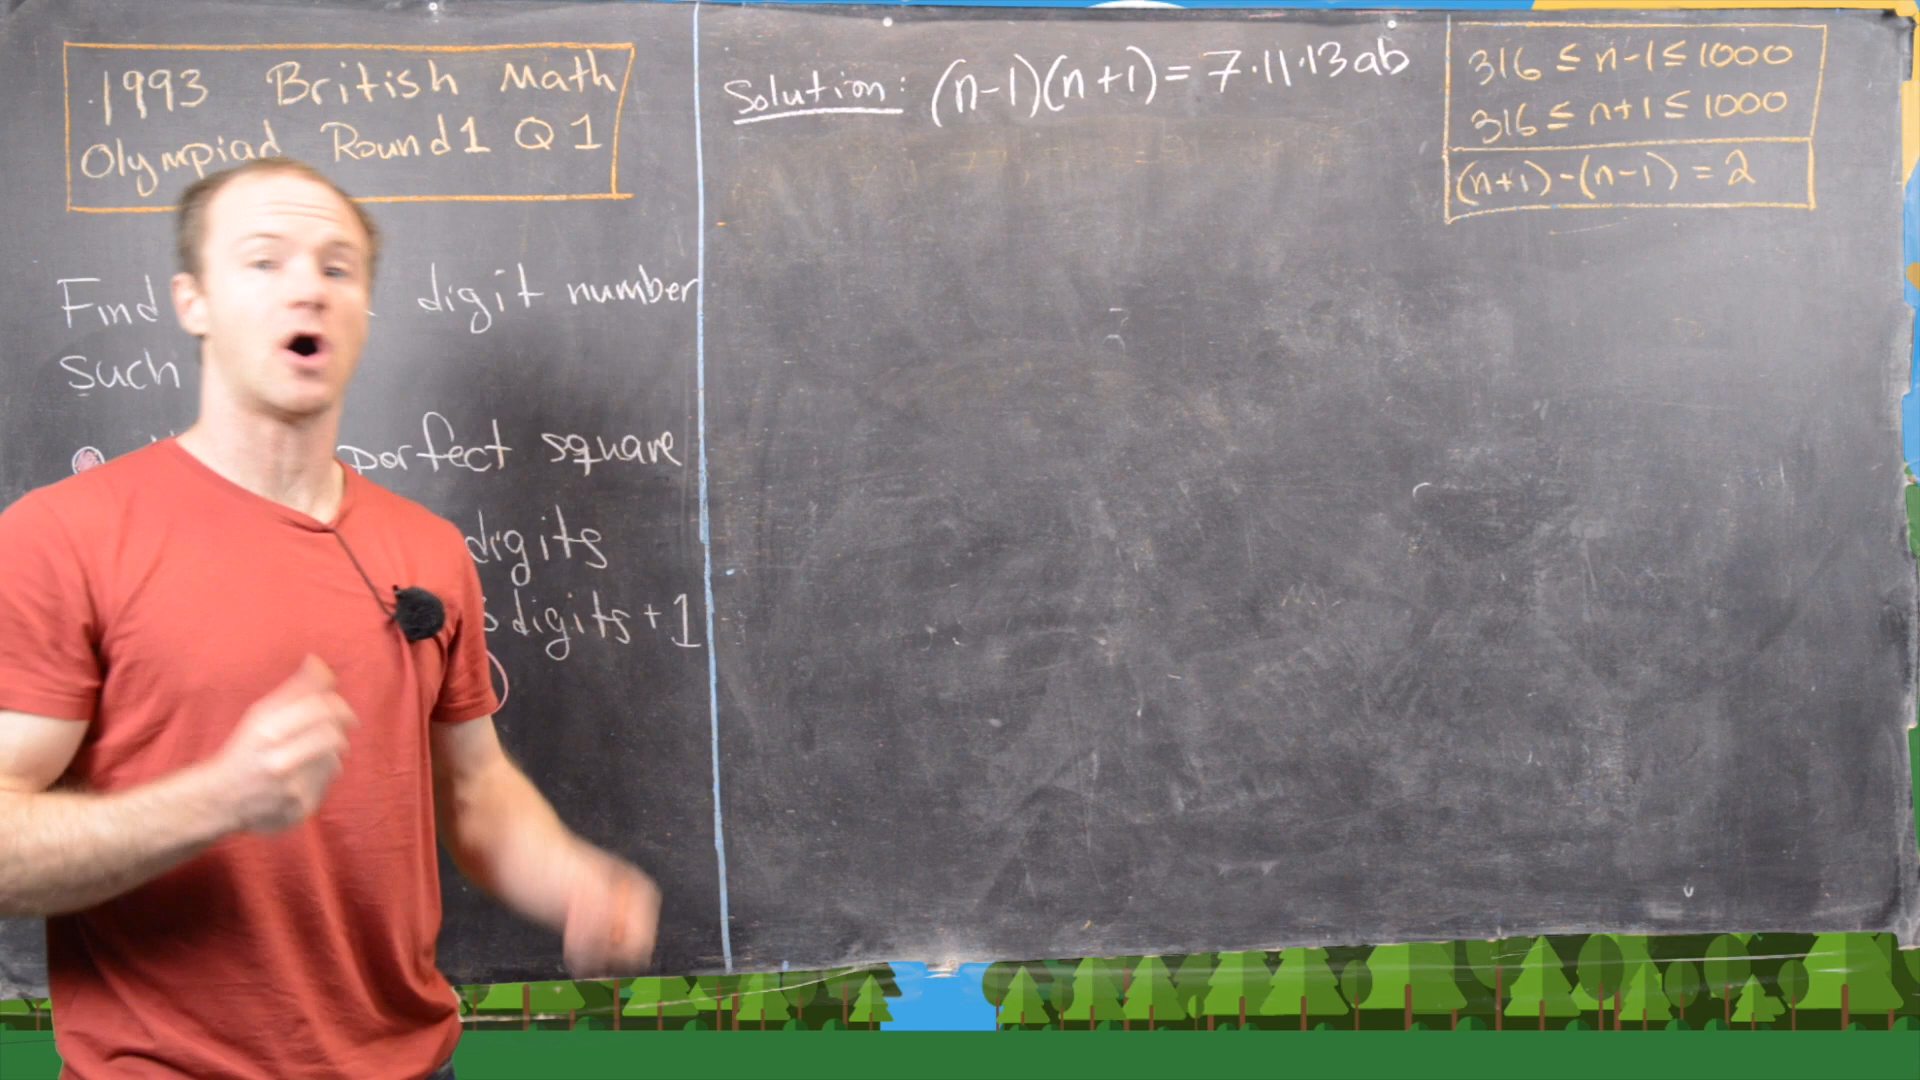 1993 British Math
Olympiad Round 1 Q1
Find digit number
such
perfect square
digits
digits + 1
Solution: (n-1)(n+1) = 7·11·13ab
316 ≤ n-1 ≤ 1000
316 ≤ n+1 ≤ 1000
(n+1)-(n-1) = 2